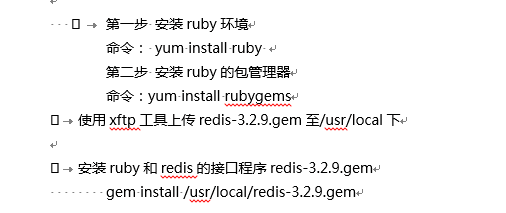 第一步 安装 ruby 环境
命令： yum install ruby
第二步 安装 ruby 的包管理器
命令：yum install rubygems
使用 xftp 工具上传 redis-3.2.9.gem 至/usr/local 下
安装 ruby 和 redis 的接口程序 redis-3.2.9.gem
gem install /usr/local/redis-3.2.9.gem